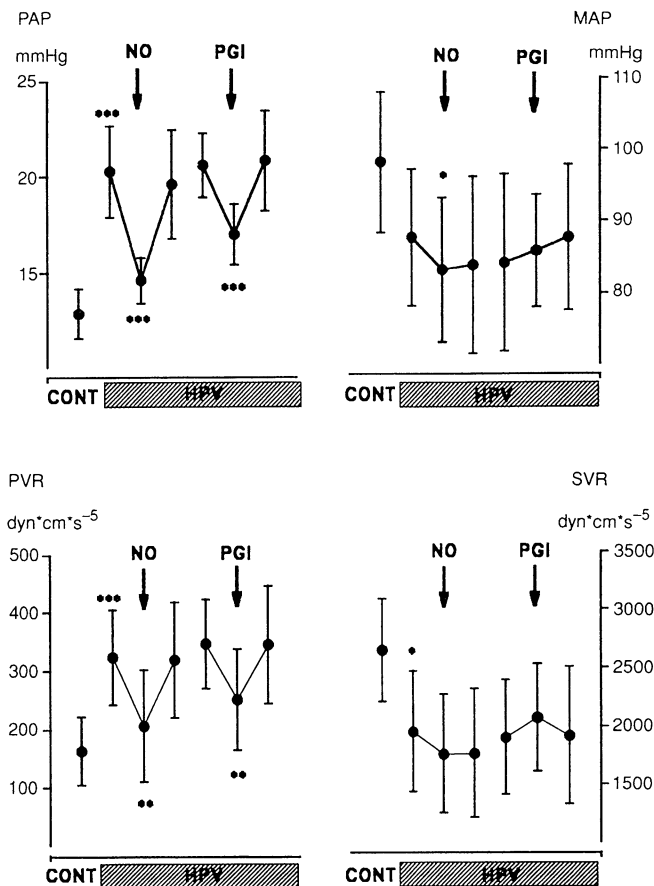 PAP
mmHg
25
20
15
NO
PGI
***
***
***
CONT
HPV
MAP
mmHg
110
100
90
80
NO
PGI
*
CONT
HPV
PVR
dyn*cm*s⁻⁵
500
400
300
200
100
NO
PGI
***
**
**
CONT
HPV
SVR
dyn*cm*s⁻⁵
3500
3000
2500
2000
1500
NO
PGI
*
CONT
HPV